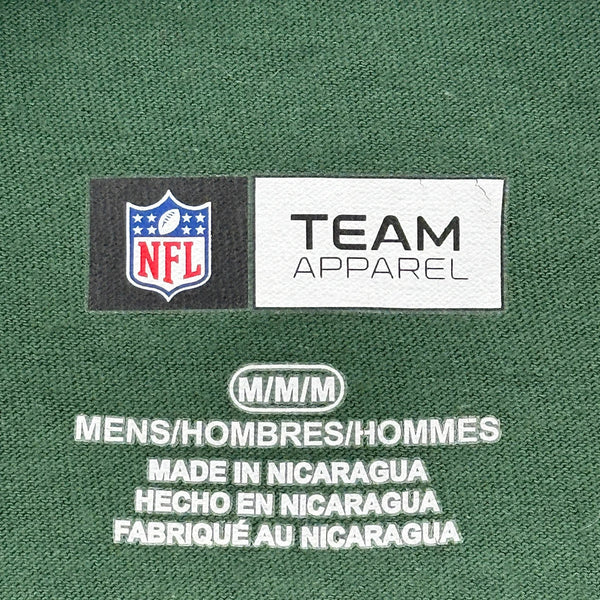 NFL
TEAM
APPAREL
M/M/M
MENS/HOMBRES/HOMMES
MADE IN NICARAGUA
HECHO EN NICARAGUA
FABRIQUÉ AU NICARAGUA